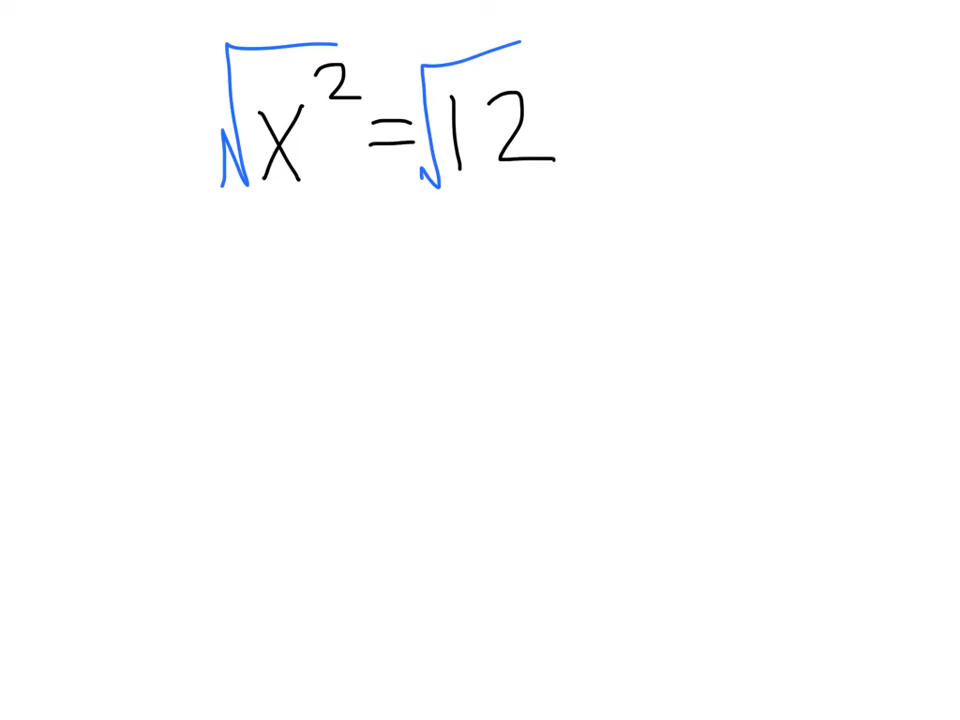 √x² = √12